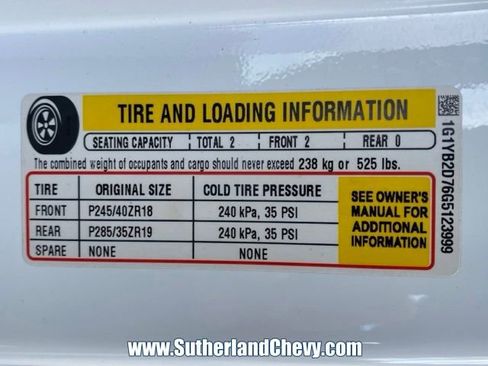 TIRE AND LOADING INFORMATION
SEATING CAPACITY TOTAL 2 FRONT 2 REAR 0
The combined weight of occupants and cargo should never exceed 238 kg or 525 lbs.
TIRE ORIGINAL SIZE COLD TIRE PRESSURE
FRONT P245/40ZR18 240 kPa, 35 PSI
REAR P285/35ZR19 240 kPa, 35 PSI
SPARE NONE NONE
SEE OWNER'S
MANUAL FOR
ADDITIONAL
INFORMATION
1G1YB2D76G5123999
www.SutherlandChevy.com